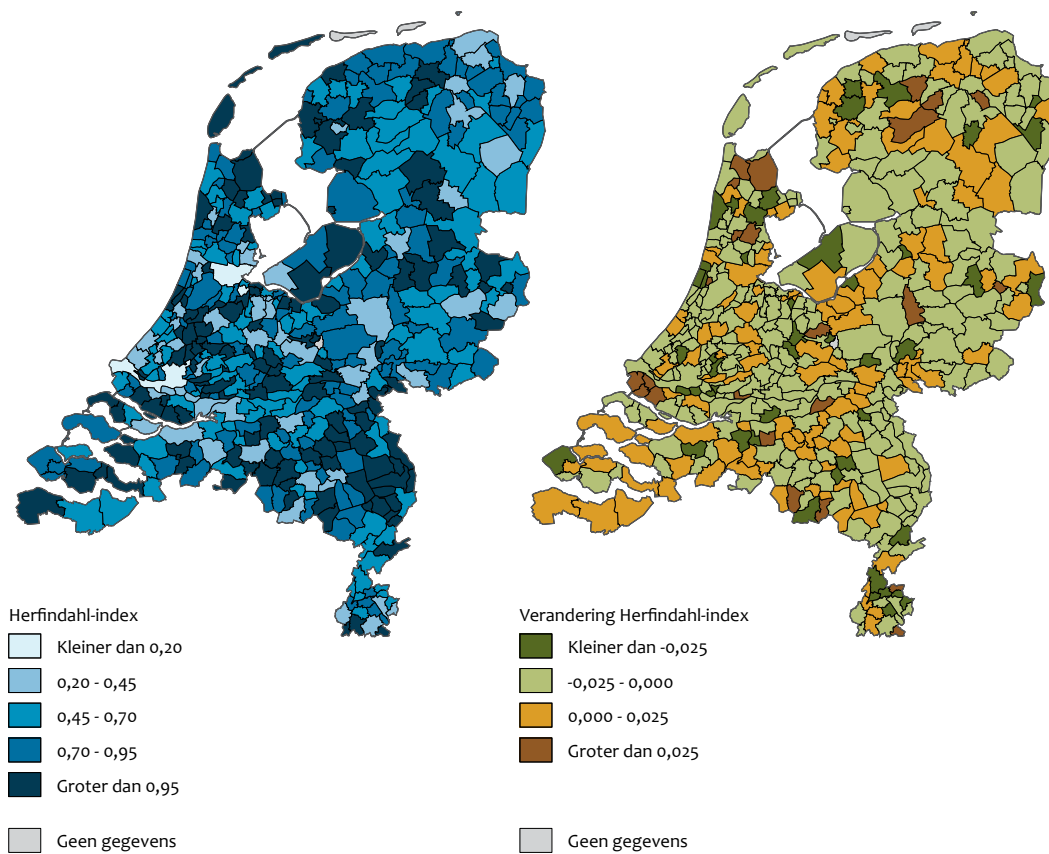 Herfindahl-index
Kleiner dan 0,20
0,20 - 0,45
0,45 - 0,70
0,70 - 0,95
Groter dan 0,95
Geen gegevens
Verandering Herfindahl-index
Kleiner dan -0,025
-0,025 - 0,000
0,000 - 0,025
Groter dan 0,025
Geen gegevens